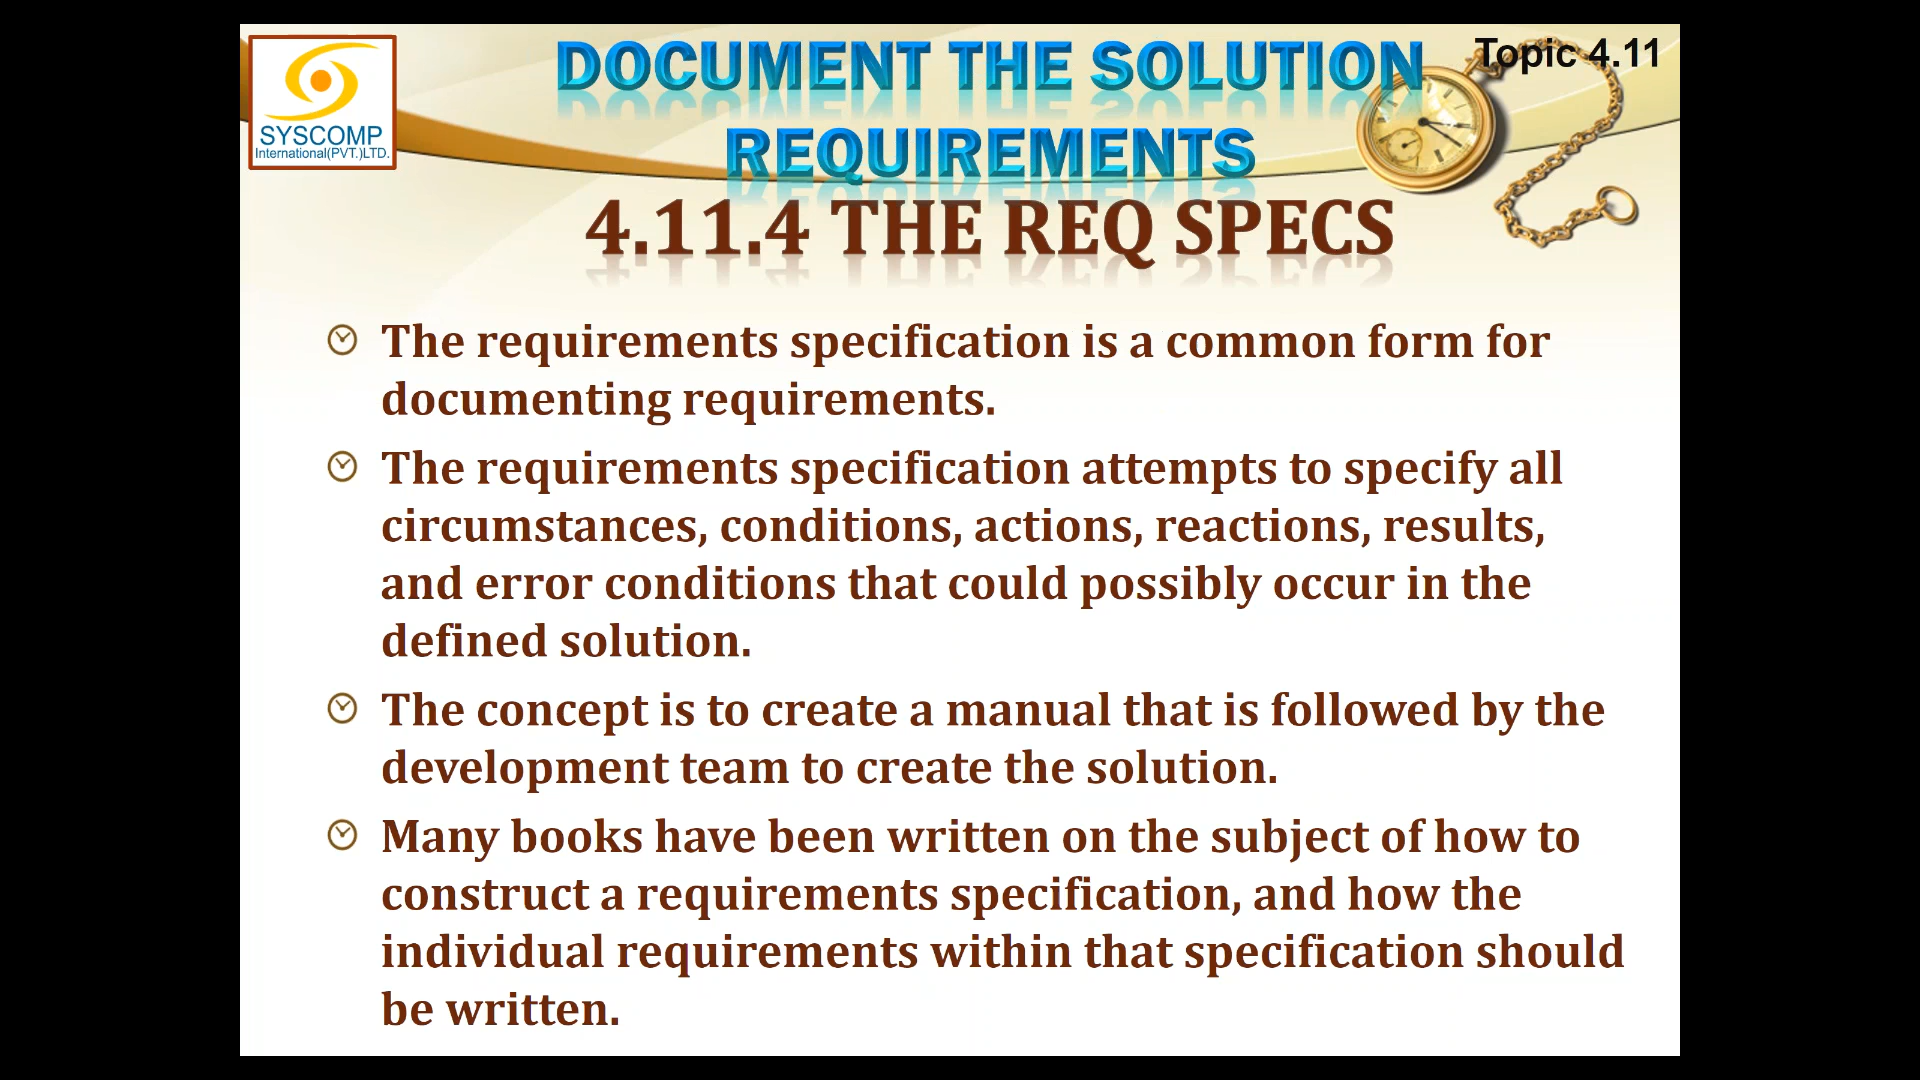 SYSCOMP
International(PVT.)LTD.
DOCUMENT THE SOLUTION
REQUIREMENTS
Topic 4.11
4.11.4 THE REQ SPECS
The requirements specification is a common form for
documenting requirements.
The requirements specification attempts to specify all
circumstances, conditions, actions, reactions, results,
and error conditions that could possibly occur in the
defined solution.
The concept is to create a manual that is followed by the
development team to create the solution.
Many books have been written on the subject of how to
construct a requirements specification, and how the
individual requirements within that specification should
be written.